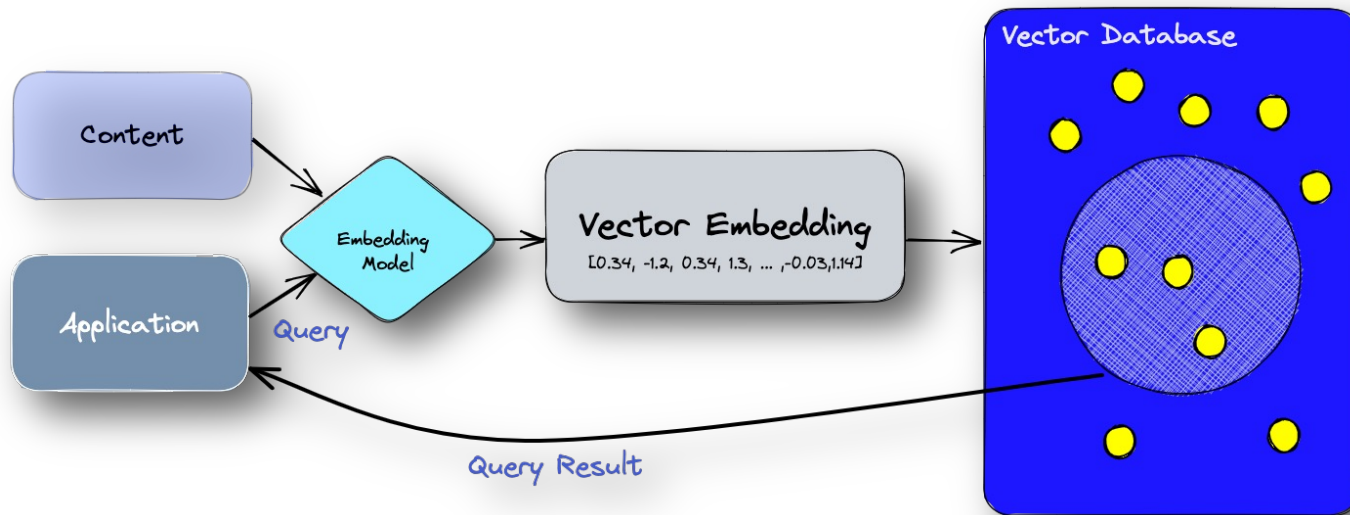 Vector Database
Content
Embedding
Model
Vector Embedding
[0.34, -1.2, 0.34, 1.3, ... ,-0.03,1.14]
Application
Query
Query Result